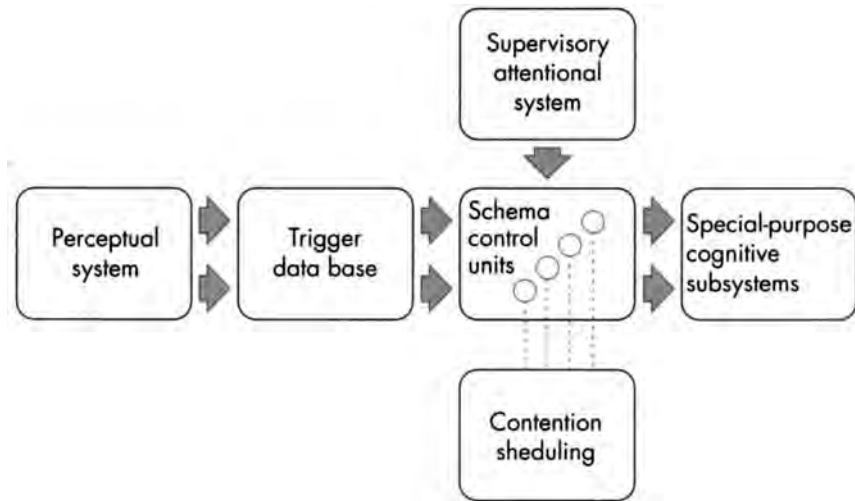 Supervisory
attentional
system
Perceptual
system
Trigger
data base
Schema
control
units
Special-purpose
cognitive
subsystems
Contention
sheduling